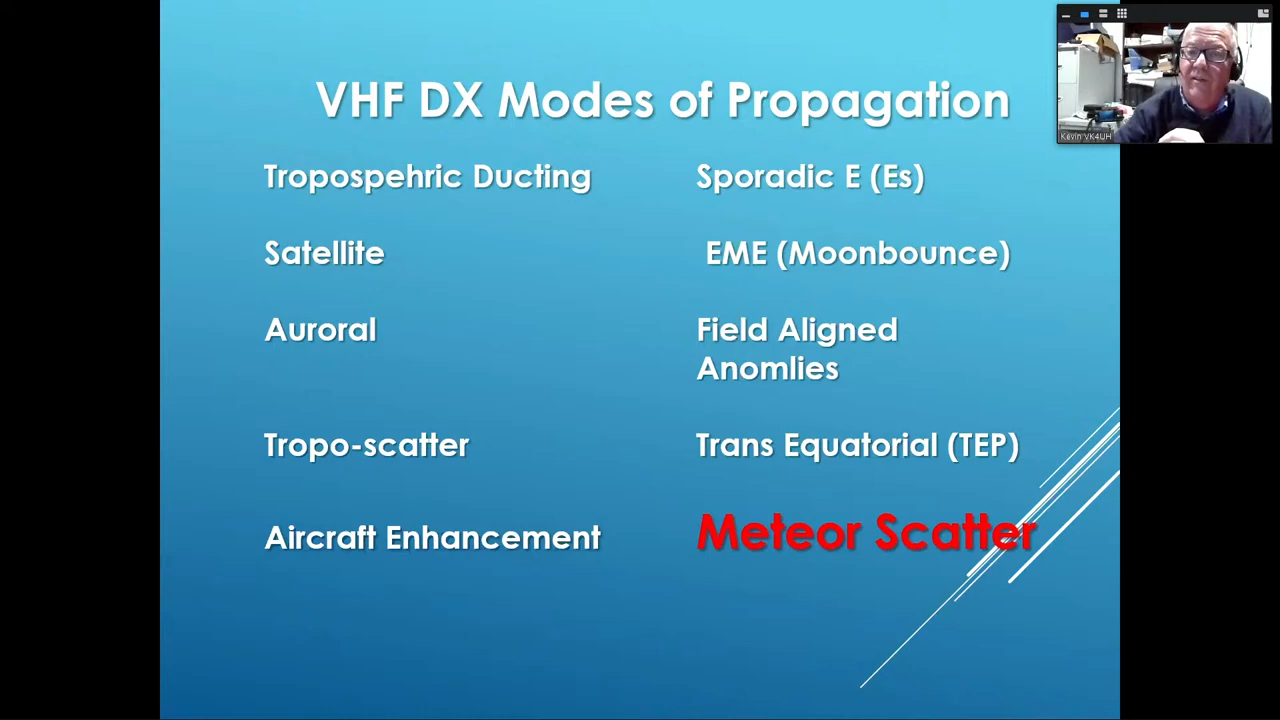 VHF DX Modes of Propagation
Tropospehric Ducting
Sporadic E (Es)
Satellite
EME (Moonbounce)
Auroral
Field Aligned
Anomlies
Tropo-scatter
Trans Equatorial (TEP)
Aircraft Enhancement
Meteor Scatter
Kevin VK4UH